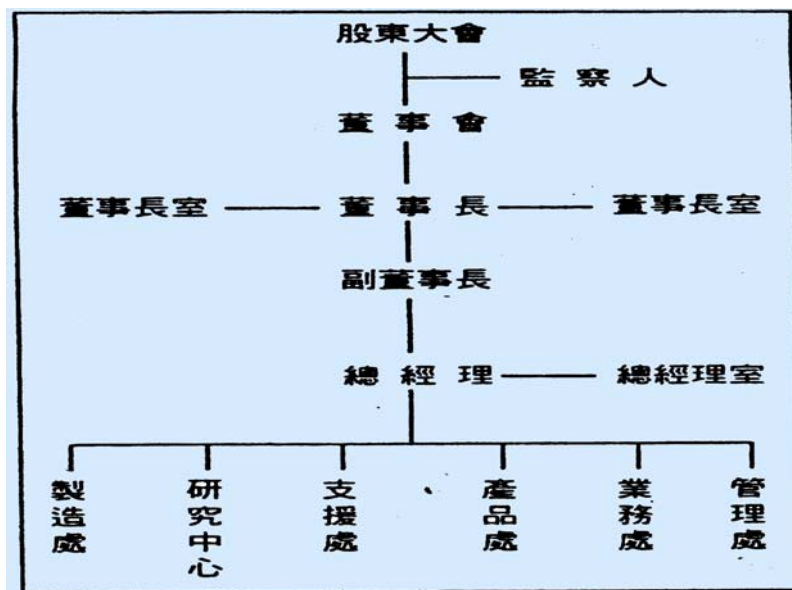 股東大會
監察人
董事會
董事長室 董事長 董事長室
副董事長
總經理 總經理室
製造處
研究中心
支援處
產品處
業務處
管理處